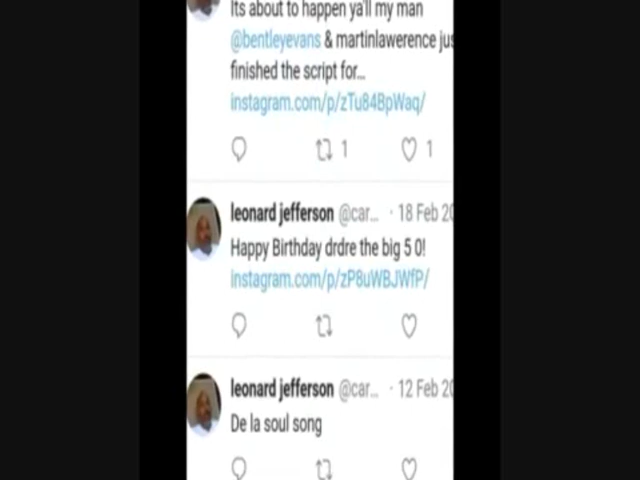 Its about to happen ya'll my man
@bentleyevans & martinlawerence jus
finished the script for...
instagram.com/p/zTu84BpWaq/
1 1
leonard jefferson @car... · 18 Feb 20
Happy Birthday drdre the big 5 0!
instagram.com/p/zP8uWBJWfP/
leonard jefferson @car... · 12 Feb 20
De la soul song